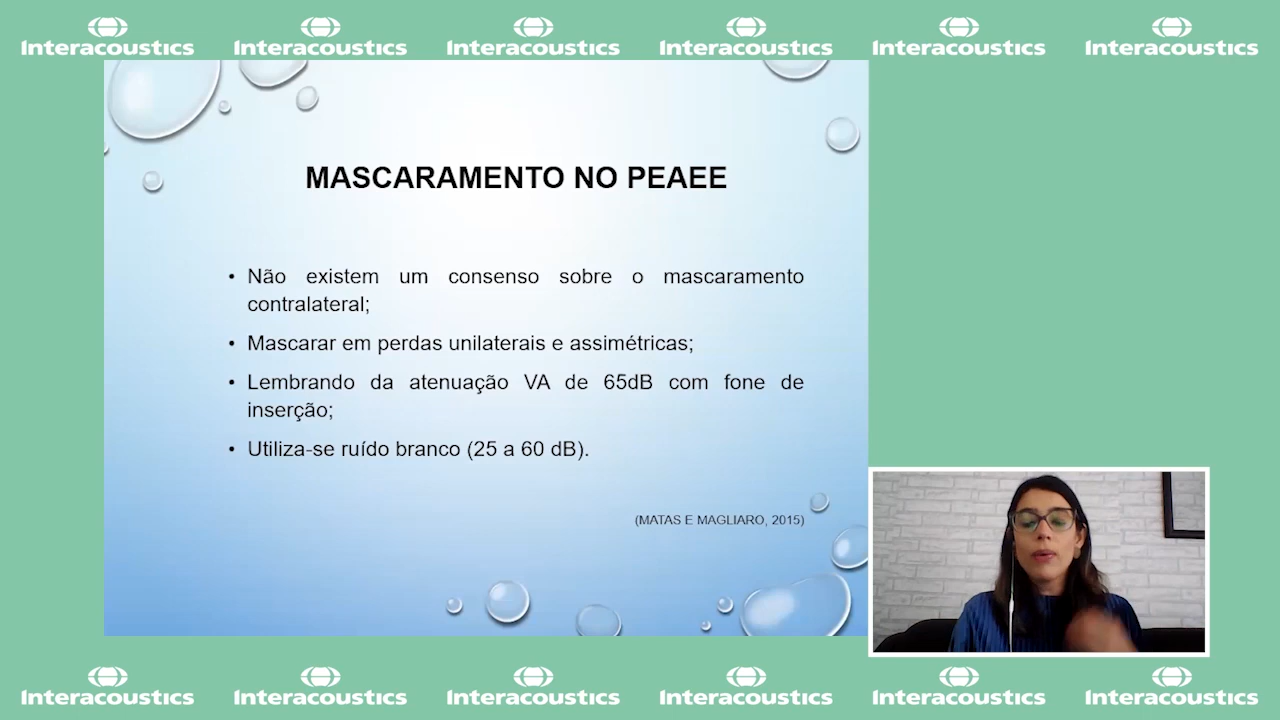 Interacoustics Interacoustics Interacoustics Interacoustics Interacoustics Interacoustics
MASCARAMENTO NO PEAEE
• Não existem um consenso sobre o mascaramento
contralateral;
• Mascarar em perdas unilaterais e assimétricas;
• Lembrando da atenuação VA de 65dB com fone de
inserção;
• Utiliza-se ruído branco (25 a 60 dB).
(MATAS E MAGLIARO, 2015)
Interacoustics Interacoustics Interacoustics Interacoustics Interacoustics Interacoustics